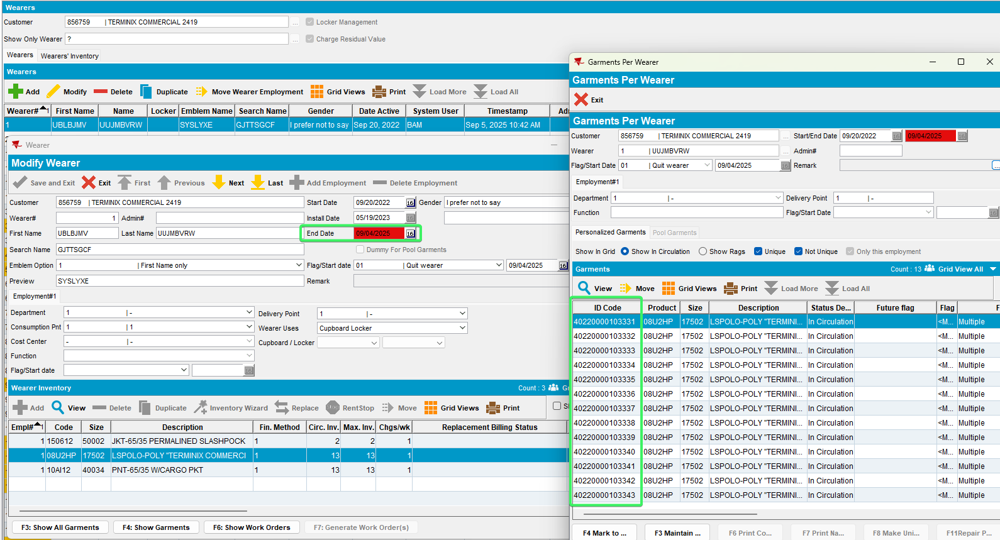 Wearers
Customer 856759 | TERMINIX COMMERCIAL 2419 ... Locker Management
Show Only Wearer ? ... Charge Residual Value
Wearers Wearers' Inventory
Wearers
Add Modify Delete Duplicate Move Wearer Employment Grid Views Print Load More Load All
Wearer# 1 First Name Name Locker Emblem Name Search Name Gender Date Active System User Timestamp
1 UBLBJMV UUJMBVRW SYSLYXE GJTTSGCF I prefer not to say Sep 20, 2022 BAM Sep 5, 2025 10:42 AM
Wearer
Modify Wearer
Save and Exit Exit First Previous Next Last Add Employment Delete Employment
Customer 856759 | TERMINIX COMMERCIAL 2419 Start Date 09/20/2022 16 Gender I prefer not to say
Wearer# 1 Admin# Install Date 05/19/2023 16
First Name UBLBJMV Last Name UUJMBVRW End Date 09/04/2025 16
Search Name GJTTSGCF Dummy For Pool Garments
Emblem Option 1 | First Name only Flag/Start date 01 | Quit wearer 09/04/2025 16
Preview SYSLYXE Remark
Employment#1
Department 1 | - Delivery Point 1 | -
Consumption Pnt 1 | 1 Wearer Uses Cupboard Locker
Cost Center - | - Cupboard / Locker
Function
Flag/Start date 16
Wearer Inventory Count : 3
Add View Delete Duplicate Inventory Wizard Replace RentStop Move Grid Views Print
Empl# 1 Code Size Description Fin. Method Circ. Inv. Max. Inv. Chgs/wk Replacement Billing Status
1 150612 50002 JKT-65/35 PERMALINED SLASHPOCK 1 2 2 1
1 08U2HP 17502 LSPOLO-POLY "TERMINIX COMMERCI 1 13 13 1
1 10AI12 40034 PNT-65/35 W/CARGO PKT 1 13 13 1
F3: Show All Garments F4: Show Garments F6: Show Work Orders F7: Generate Work Order(s)
Garments Per Wearer
Garments Per Wearer
Exit
Garments Per Wearer
Customer 856759 | TERMINIX COMMERCIAL 2419 ... Start/End Date 09/20/2022 16 09/04/2025 16
Wearer 1 | UUJMBVRW ... Admin#
Flag/Start Date 01 | Quit wearer 09/04/2025 16 Remark ...
Employment#1
Department 1 | - Delivery Point 1 | -
Function Flag/Start Date 16
Personalized Garments Pool Garments
Show In Grid Show In Circulation Show Rags Unique Not Unique Only this employment
Garments Count : 13 Grid View All
View Move Grid Views Print Load More Load All
ID Code Product Size Description Status De... Future flag Flag
40220000103331 08U2HP 17502 LSPOLO-POLY "TERMINI... In Circulation <M... Multiple
40220000103332 08U2HP 17502 LSPOLO-POLY "TERMINI... In Circulation <M... Multiple
40220000103333 08U2HP 17502 LSPOLO-POLY "TERMINI... In Circulation <M... Multiple
40220000103334 08U2HP 17502 LSPOLO-POLY "TERMINI... In Circulation <M... Multiple
40220000103335 08U2HP 17502 LSPOLO-POLY "TERMINI... In Circulation <M... Multiple
40220000103336 08U2HP 17502 LSPOLO-POLY "TERMINI... In Circulation <M... Multiple
40220000103337 08U2HP 17502 LSPOLO-POLY "TERMINI... In Circulation <M... Multiple
40220000103338 08U2HP 17502 LSPOLO-POLY "TERMINI... In Circulation <M... Multiple
40220000103339 08U2HP 17502 LSPOLO-POLY "TERMINI... In Circulation <M... Multiple
40220000103340 08U2HP 17502 LSPOLO-POLY "TERMINI... In Circulation <M... Multiple
40220000103341 08U2HP 17502 LSPOLO-POLY "TERMINI... In Circulation <M... Multiple
40220000103342 08U2HP 17502 LSPOLO-POLY "TERMINI... In Circulation <M... Multiple
40220000103343 08U2HP 17502 LSPOLO-POLY "TERMINI... In Circulation <M... Multiple
F4 Mark to ... F3 Maintain ... F6 Print Co... F7 Print Na... F8 Make Uni... F11Repair P...